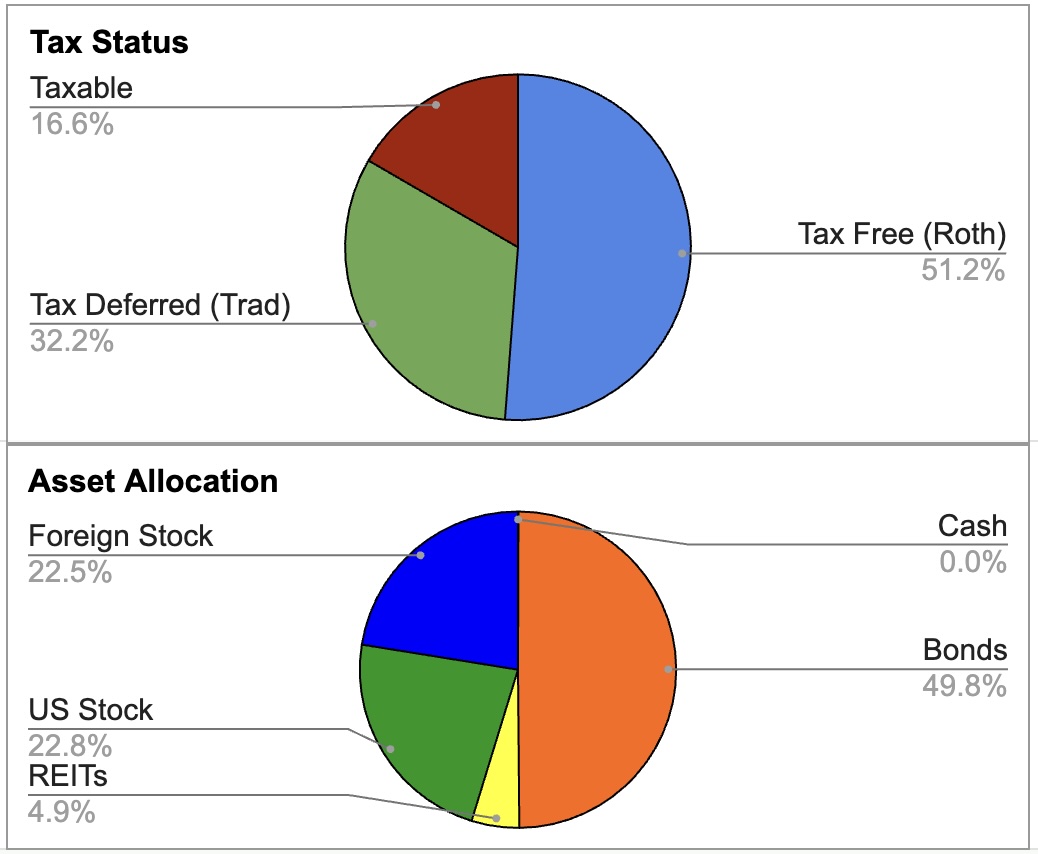 Tax Status
Taxable
16.6%
Tax Free (Roth)
51.2%
Tax Deferred (Trad)
32.2%
Asset Allocation
Foreign Stock
22.5%
Cash
0.0%
Bonds
49.8%
US Stock
22.8%
REITs
4.9%